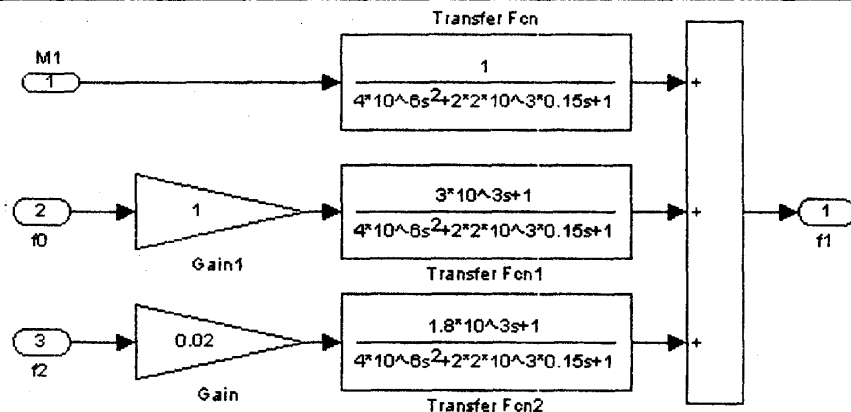 Transfer Fcn
M1
1
1
4*10^-6s2+2*2*10^-3*0.15s+1
+
2
f0
1
Gain1
3*10^-3s+1
4*10^-6s2+2*2*10^-3*0.15s+1
Transfer Fcn1
+
1
f1
3
f2
0.02
Gain
1.8*10^-3s+1
4*10^-6s2+2*2*10^-3*0.15s+1
Transfer Fcn2
+